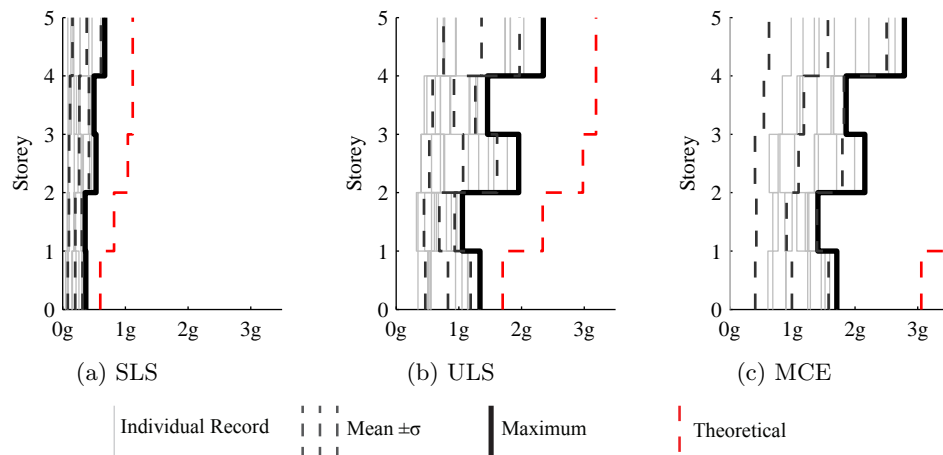 5 5 5
4 4 4
3 3 3
2 2 2
1 1 1
0 0 0
Storey Storey Storey
0g 1g 2g 3g 0g 1g 2g 3g 0g 1g 2g 3g
(a) SLS (b) ULS (c) MCE
Individual Record Mean ±σ Maximum Theoretical